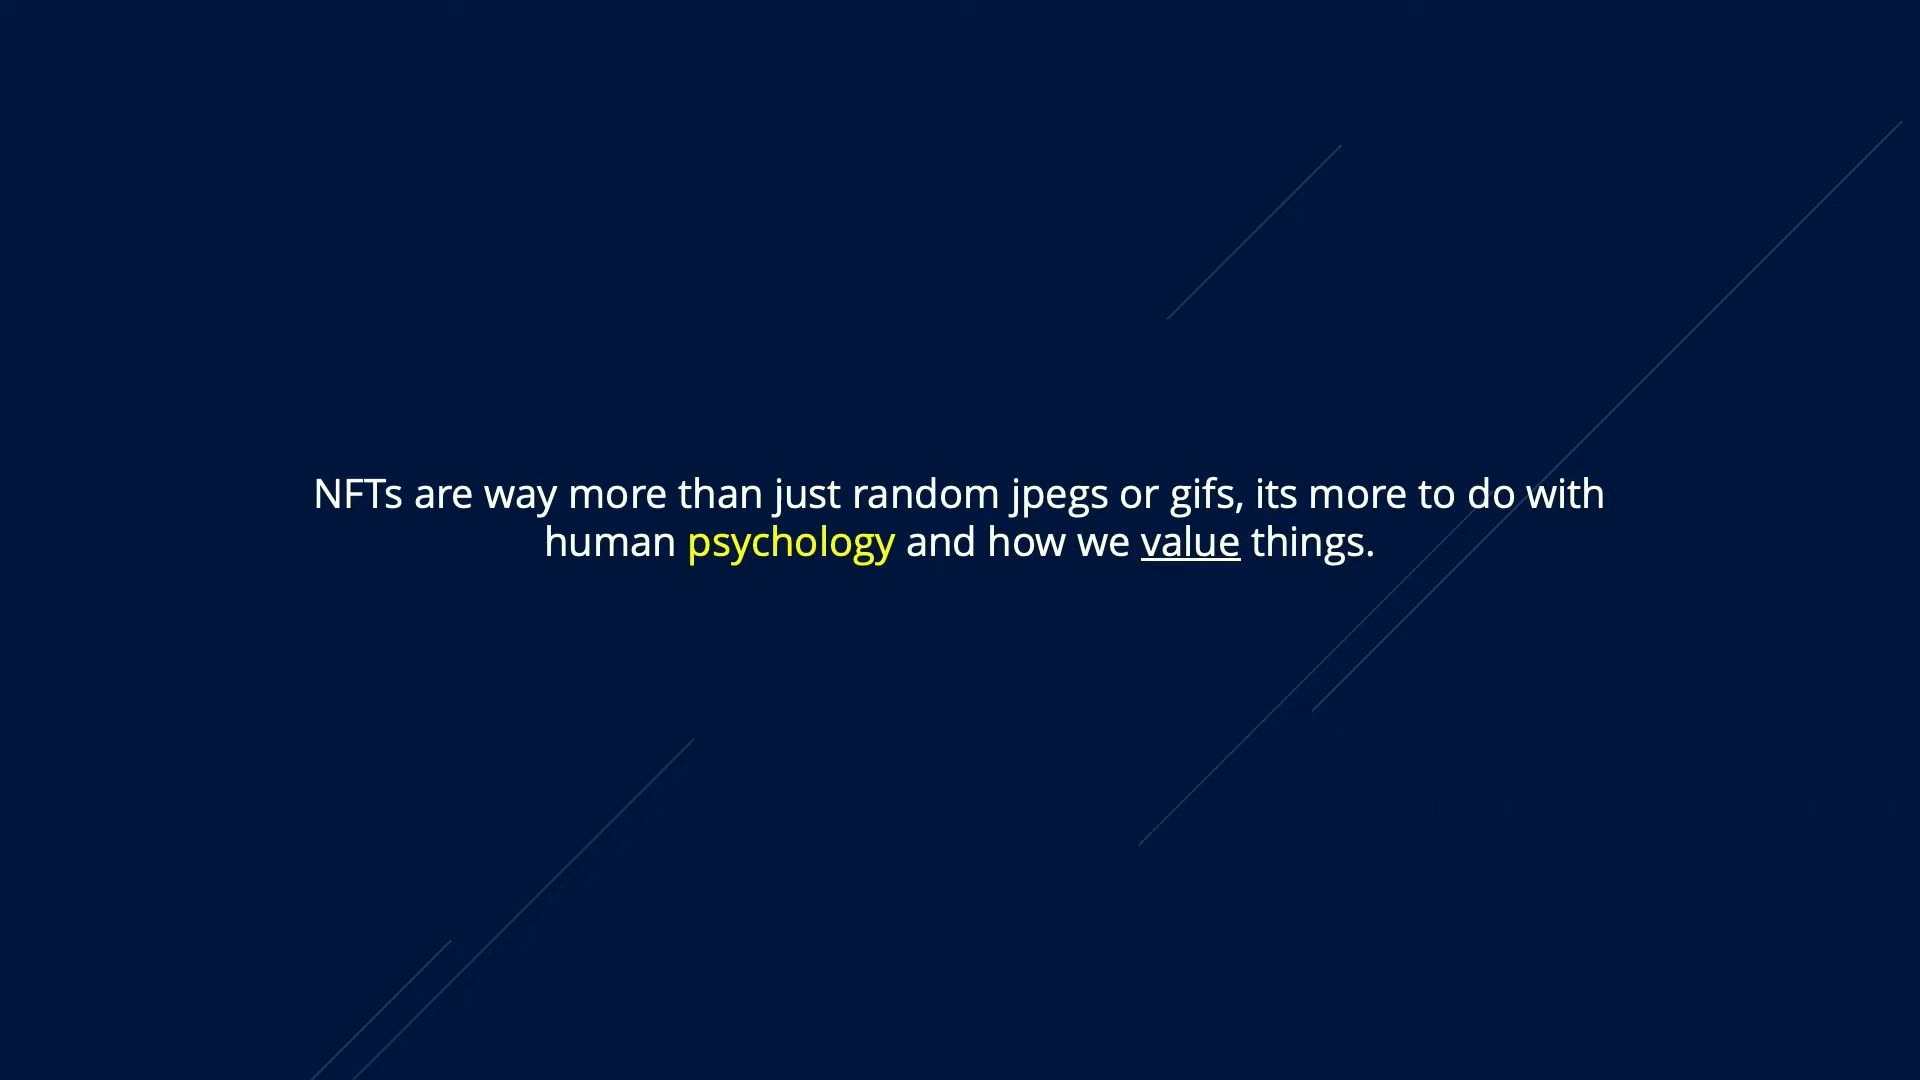 NFTs are way more than just random jpegs or gifs, its more to do with
human psychology and how we value things.